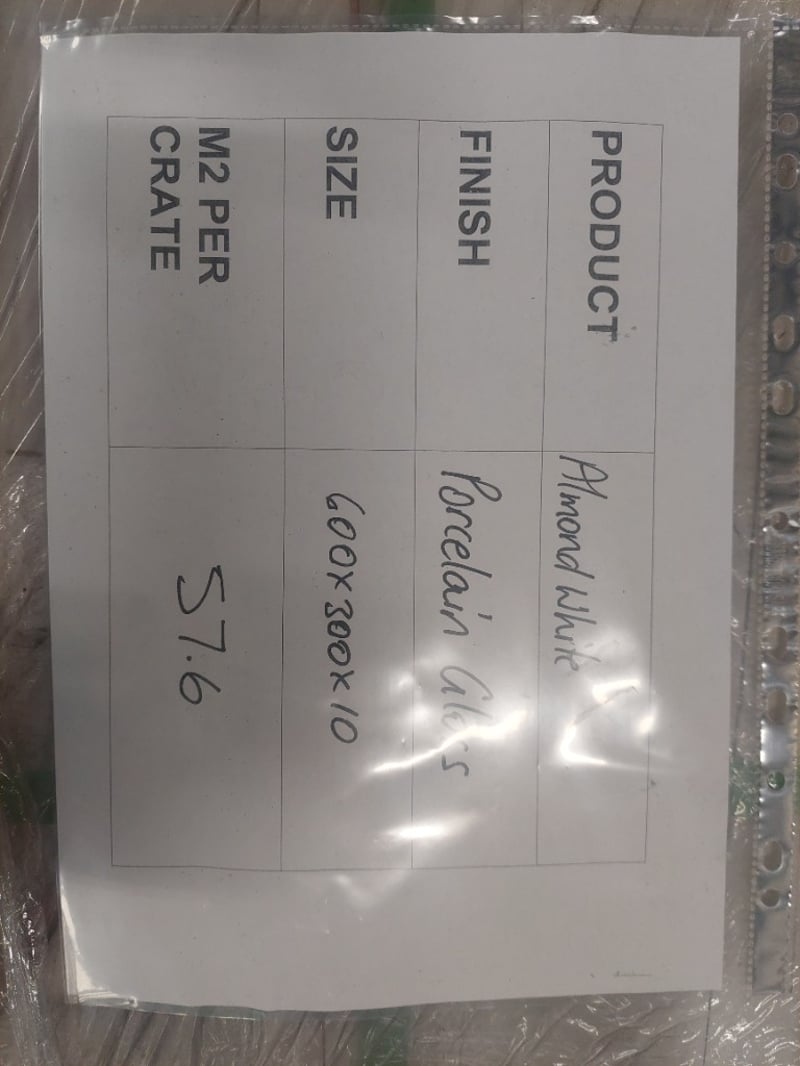 PRODUCT Almond White
FINISH Porcelain Gloss
SIZE 600x300x10
M2 PER
CRATE 57.6